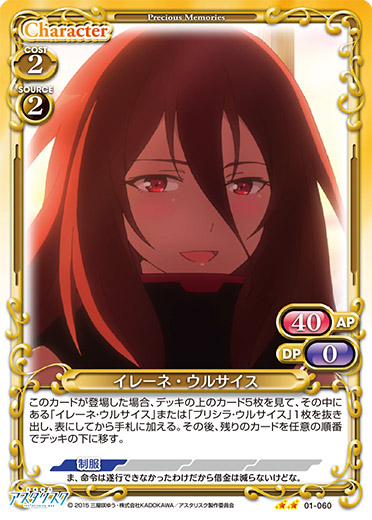 Precious Memories
Character
COST
2
SOURCE
2
40 AP
DP 0
イレーネ・ウルサイス
このカードが登場した場合、デッキの上のカード5枚を見て、その中に
ある「イレーネ・ウルサイス」または「プリシラ・ウルサイス」1枚を抜き
出し、表にしてから手札に加える。その後、残りのカードを任意の順番
でデッキの下に移す。
制服
ま、命令は遂行できなかったわけだから借金は減らないけどな。
アスタリスク
© 2015 三屋咲ゆう・株式会社KADOKAWA/アスタリスク製作委員会
01-060